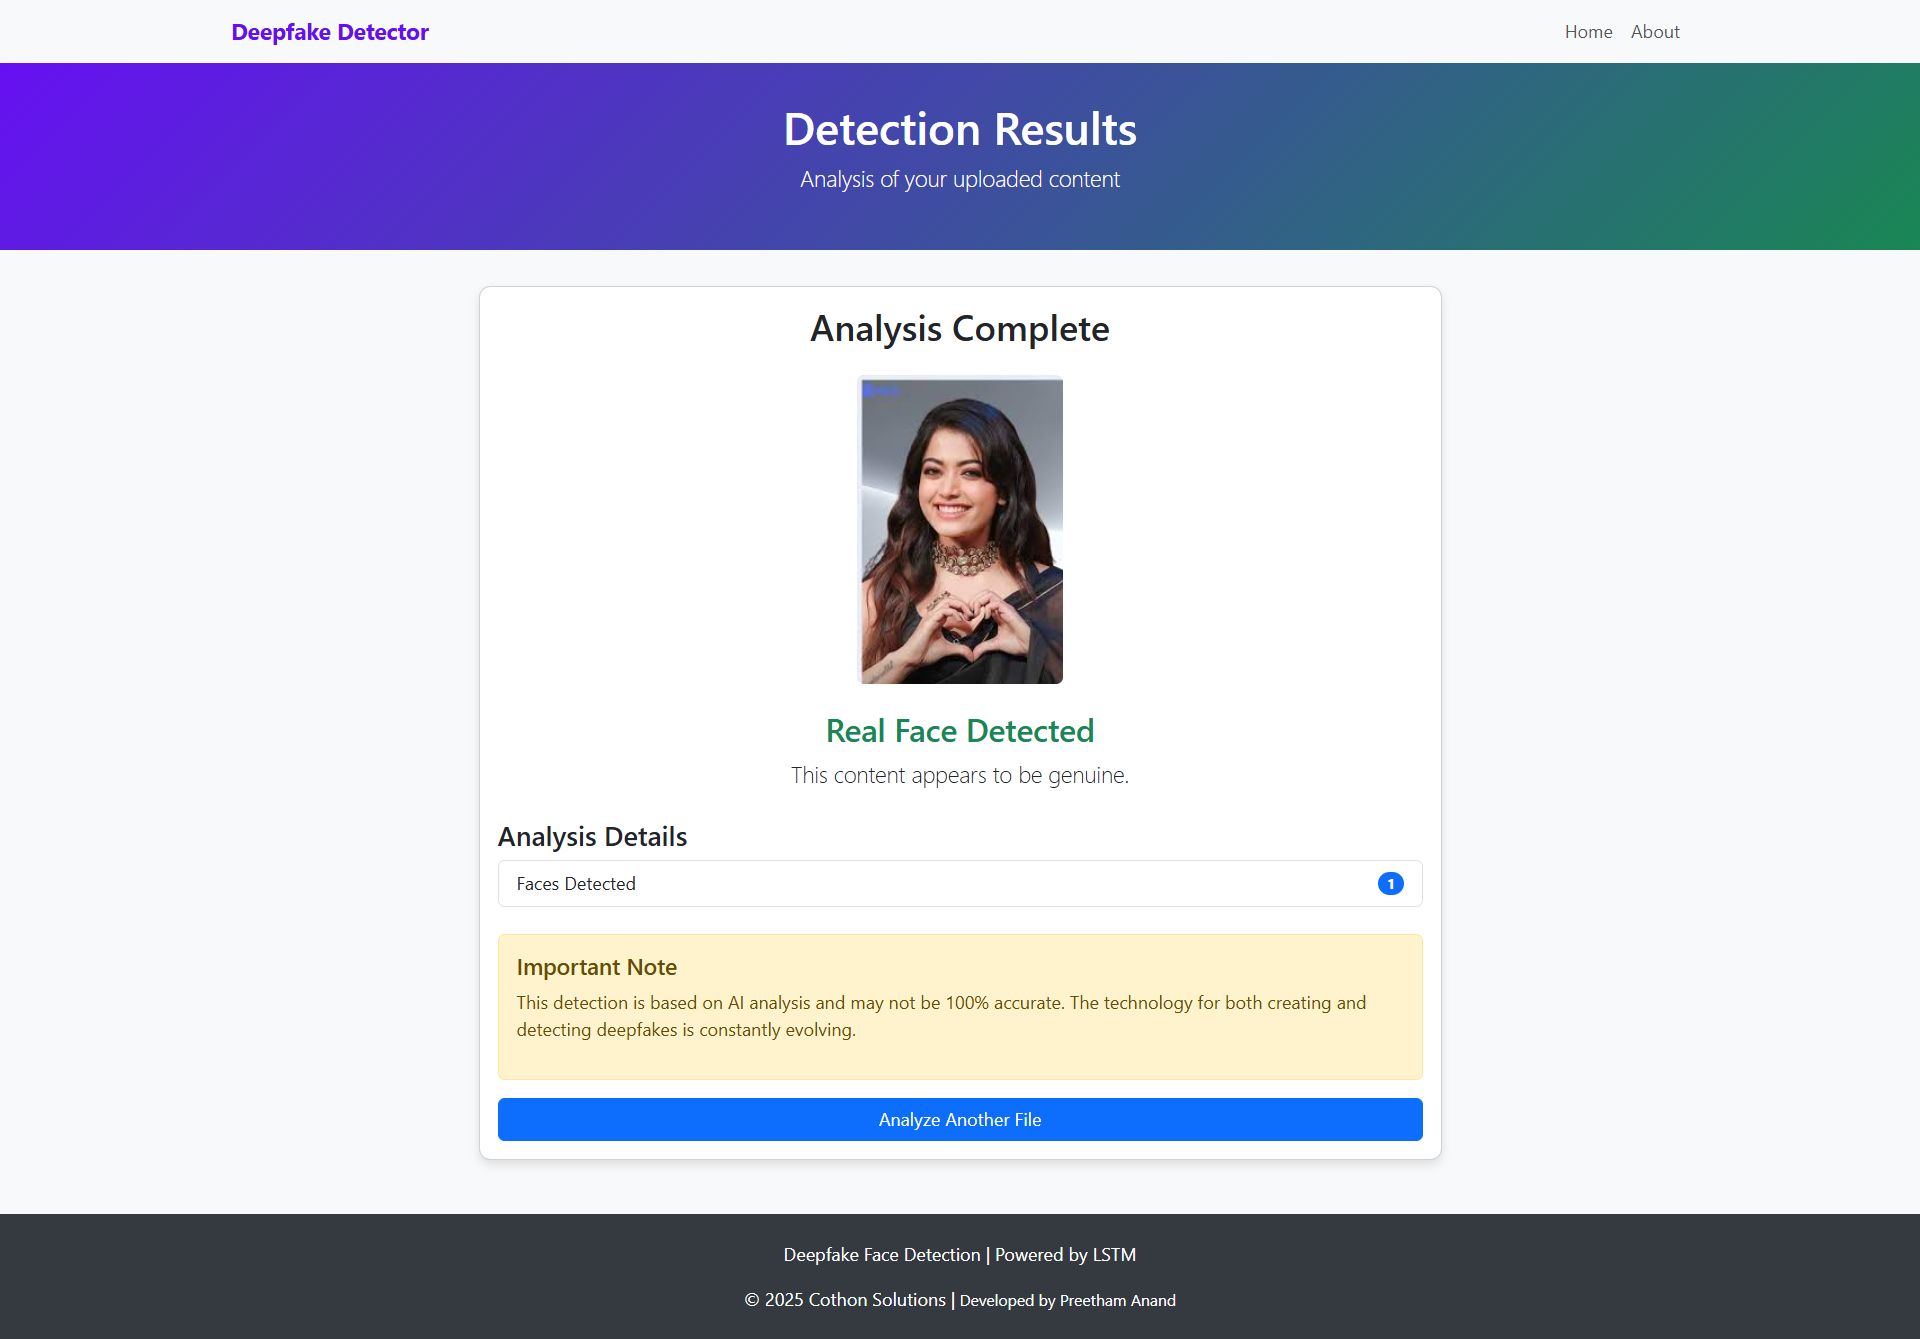 Deepfake Detector
Home
About
Detection Results
Analysis of your uploaded content
Analysis Complete
Real Face Detected
This content appears to be genuine.
Analysis Details
Faces Detected
1
Important Note
This detection is based on AI analysis and may not be 100% accurate. The technology for both creating and
detecting deepfakes is constantly evolving.
Analyze Another File
Deepfake Face Detection | Powered by LSTM
© 2025 Cothon Solutions | Developed by Preetham Anand